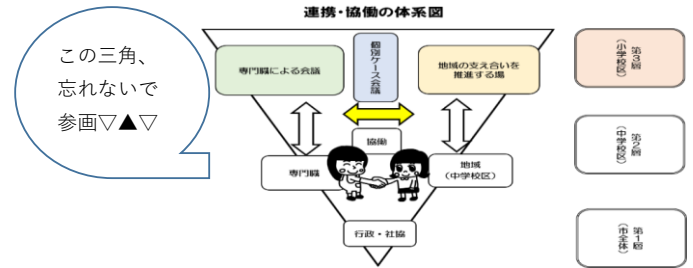 連携・協働の体系図
この三角、
忘れないで
参画▽▲▽
専門職による会議
個別ケース会議
地域の支え合いを
推進する場
協働
専門職
地域
(中学校区)
行政・社協
第3層
(小学校区)
第2層
(中学校区)
第1層
(市全体)